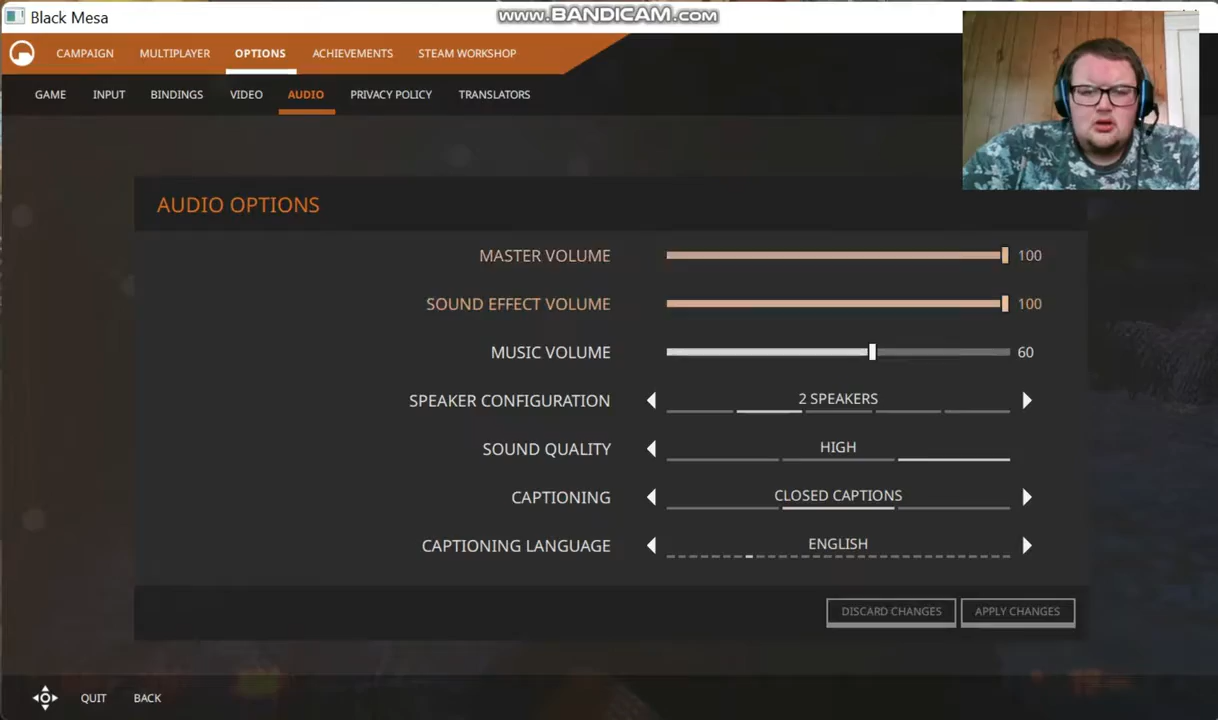 Black Mesa
www.BANDICAM.com
CAMPAIGN MULTIPLAYER OPTIONS ACHIEVEMENTS STEAM WORKSHOP
GAME INPUT BINDINGS VIDEO AUDIO PRIVACY POLICY TRANSLATORS
AUDIO OPTIONS
MASTER VOLUME 100
SOUND EFFECT VOLUME 100
MUSIC VOLUME 60
SPEAKER CONFIGURATION 2 SPEAKERS
SOUND QUALITY HIGH
CAPTIONING CLOSED CAPTIONS
CAPTIONING LANGUAGE ENGLISH
DISCARD CHANGES APPLY CHANGES
QUIT BACK